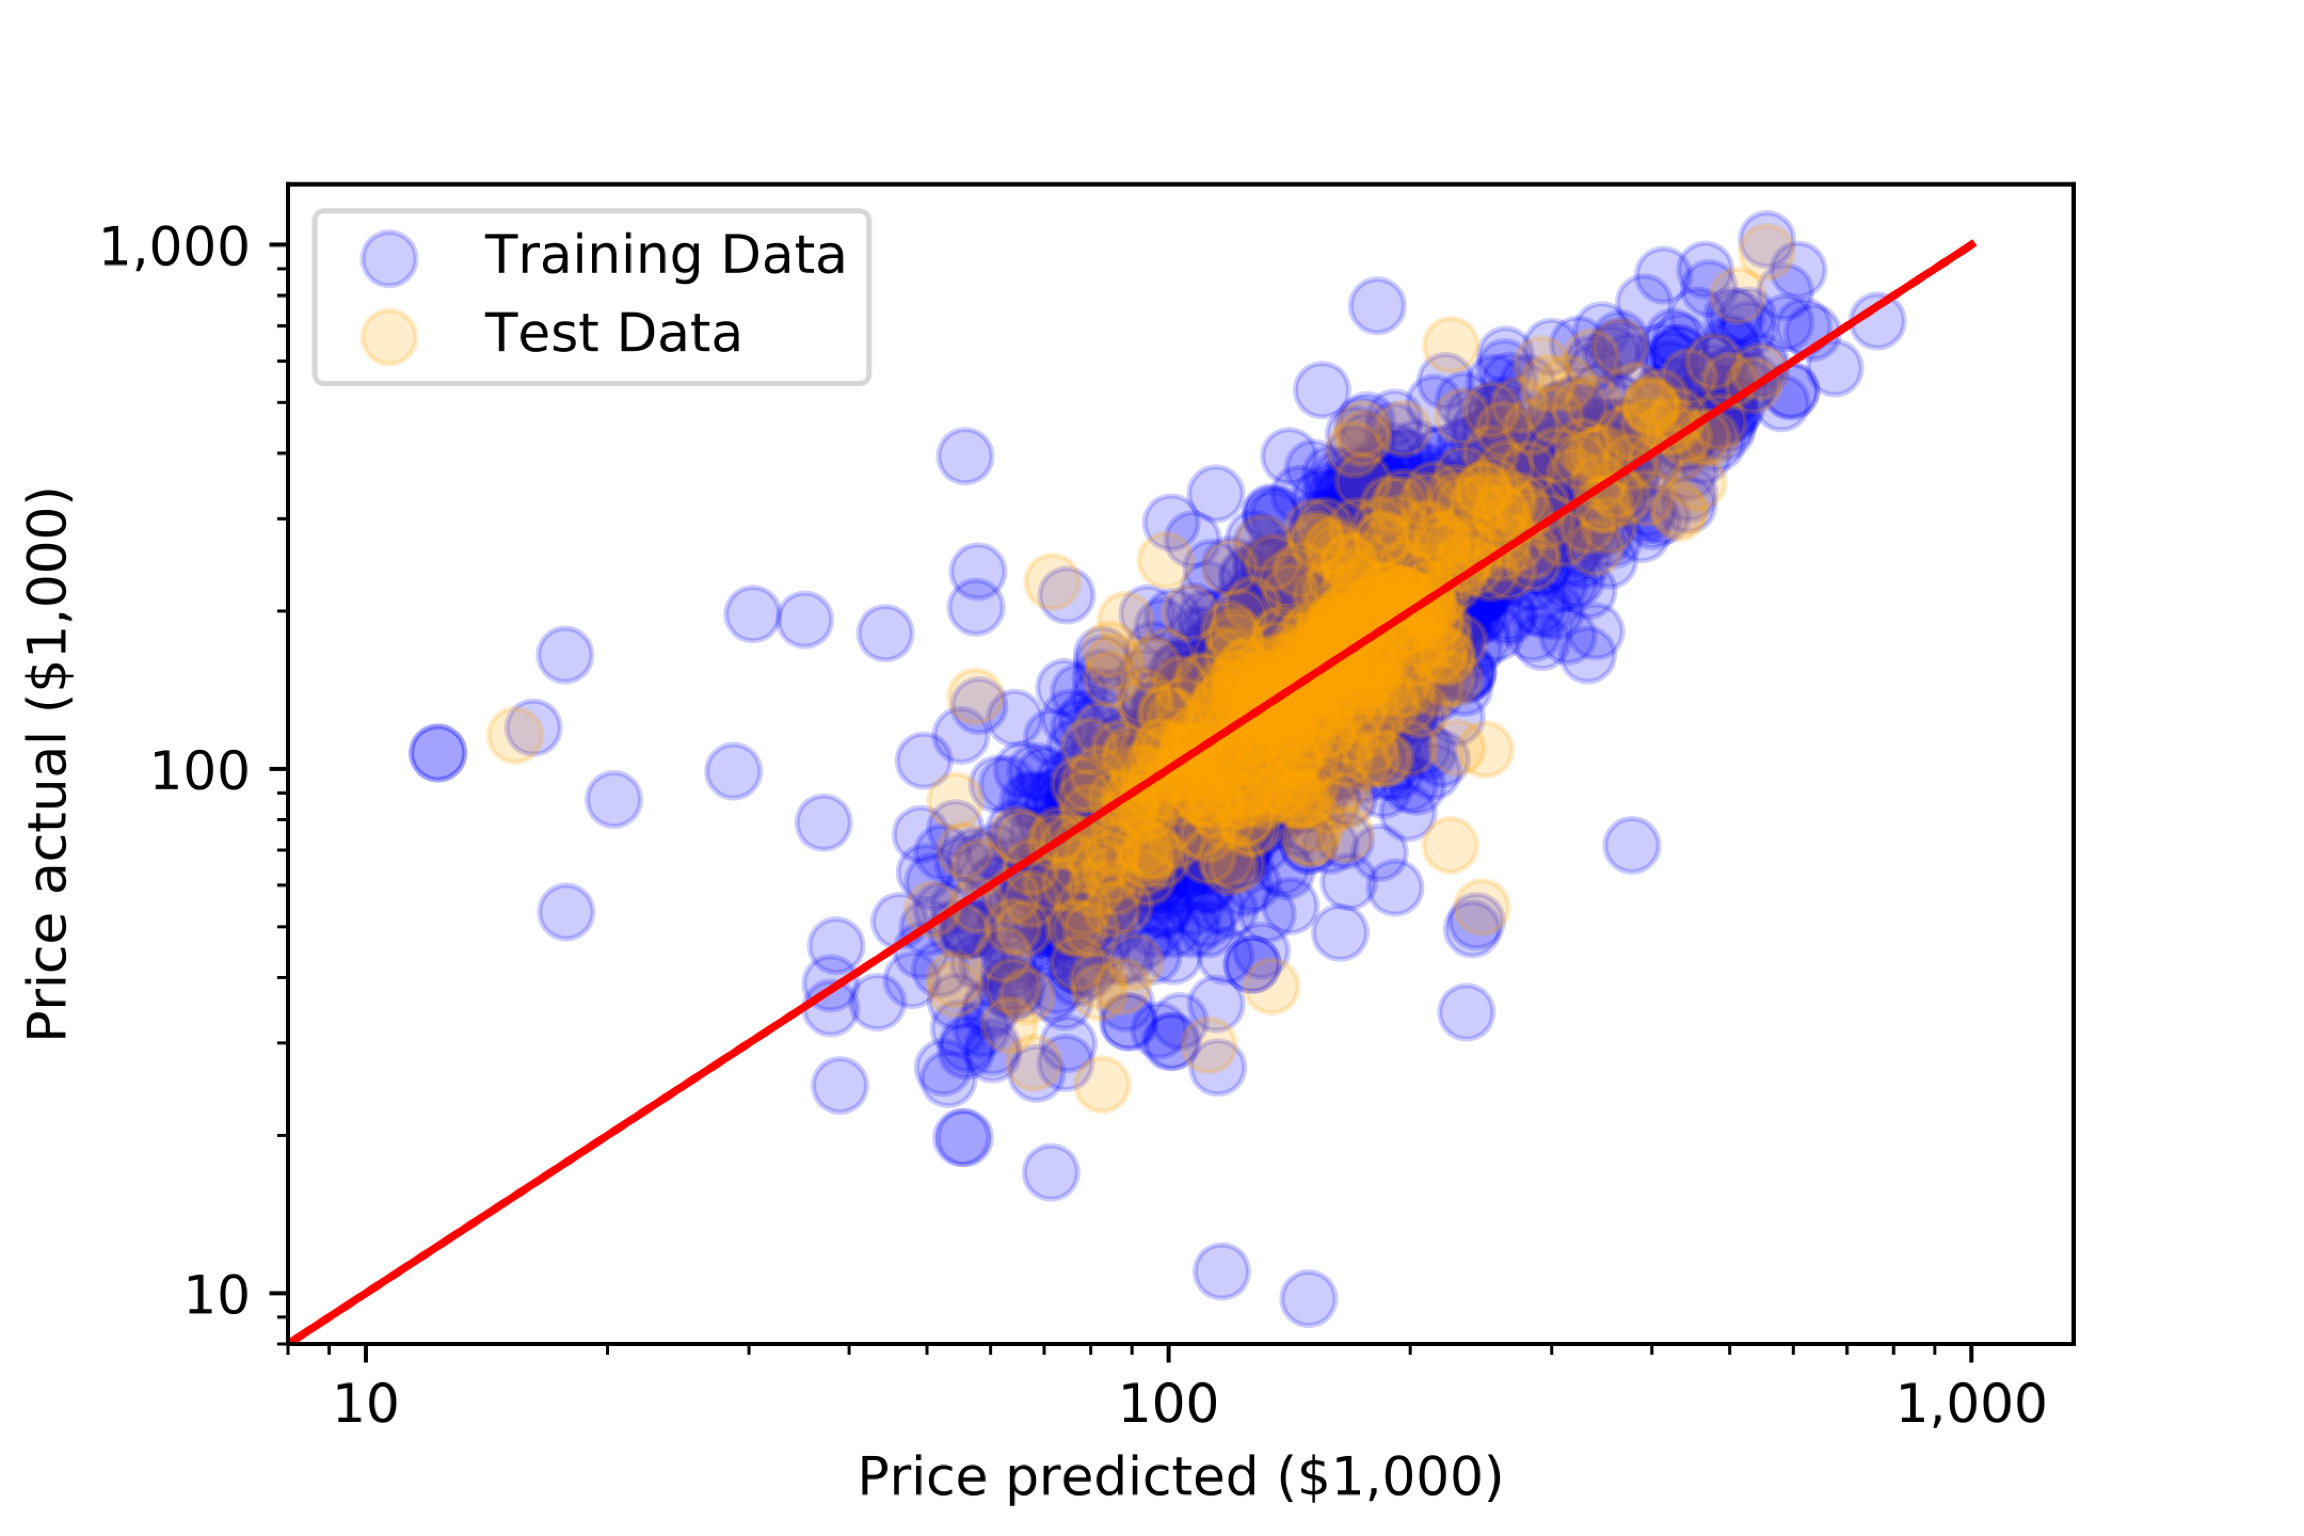 Training Data
Test Data
1,000
100
10
Price actual ($1,000)
10 100 1,000
Price predicted ($1,000)